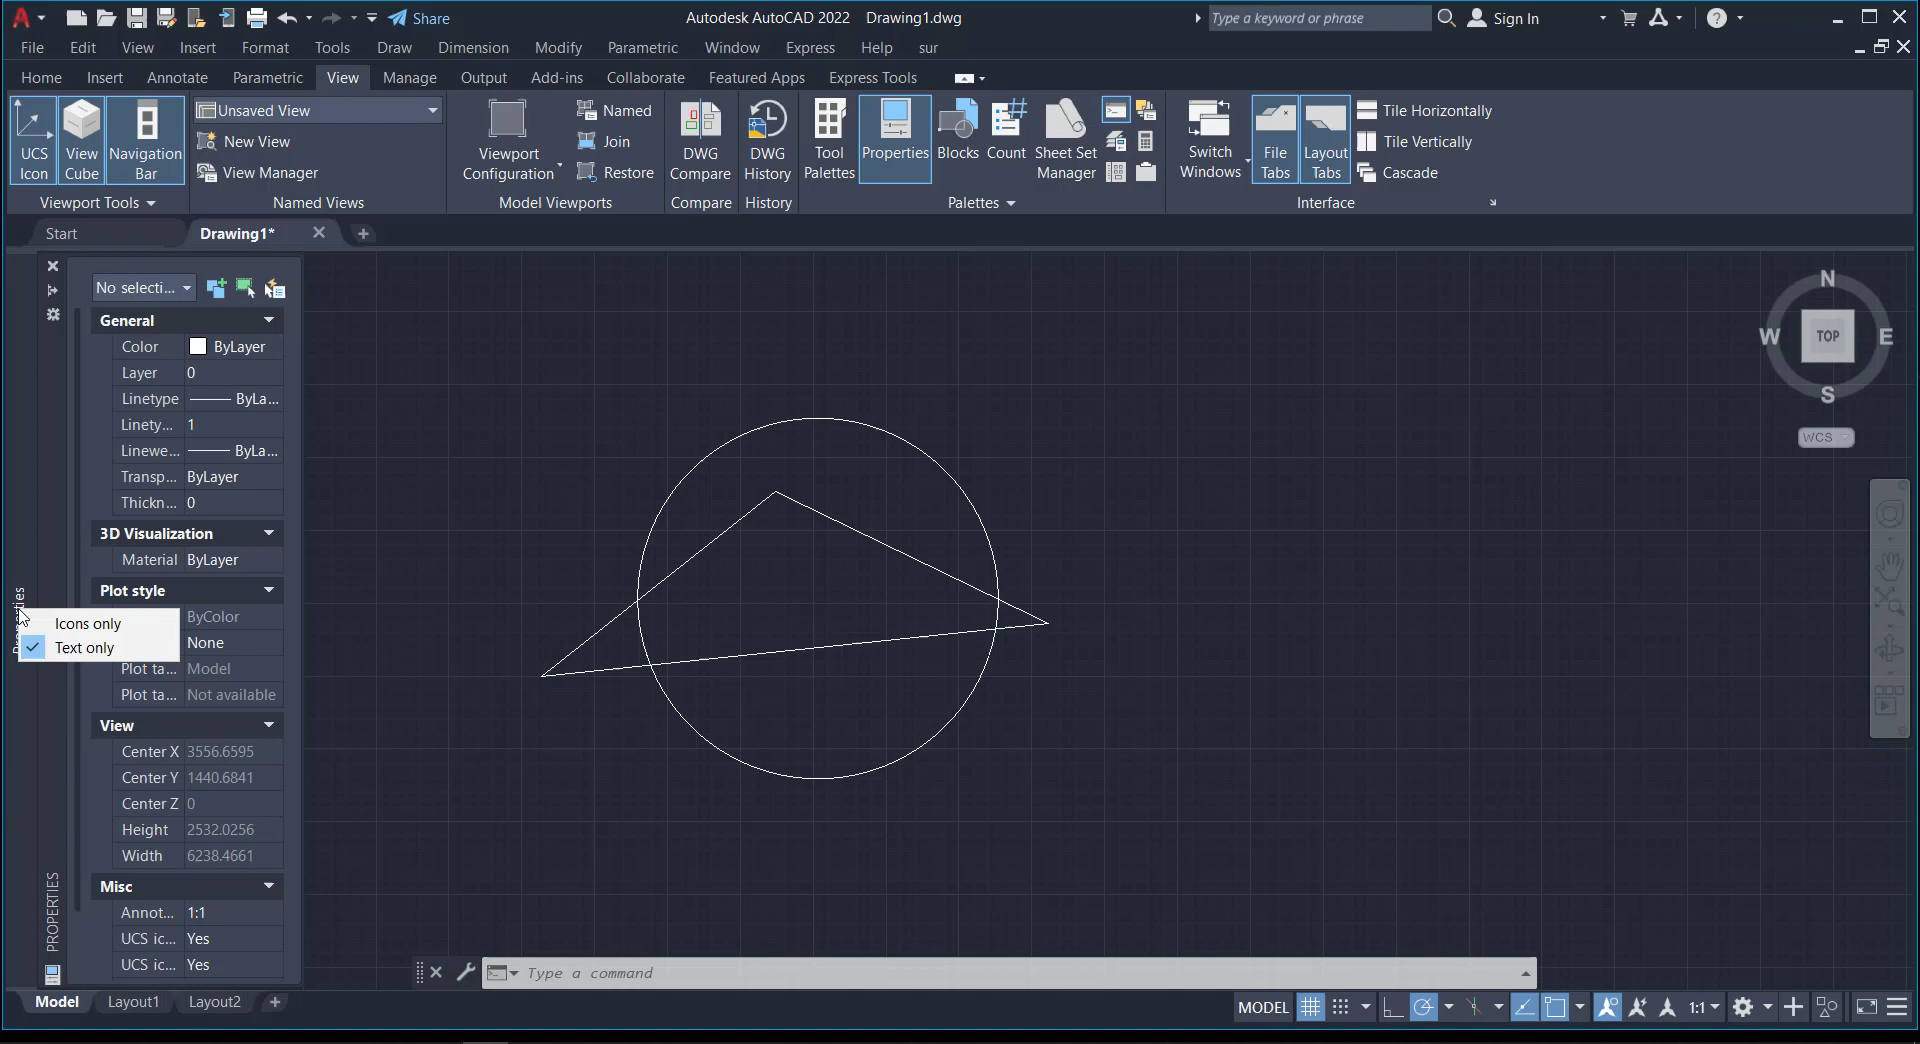 Share
Autodesk AutoCAD 2022 Drawing1.dwg
Type a keyword or phrase
Sign In
File Edit View Insert Format Tools Draw Dimension Modify Parametric Window Express Help sur
Home Insert Annotate Parametric View Manage Output Add-ins Collaborate Featured Apps Express Tools
UCS Icon
View Cube
Navigation Bar
Viewport Tools
Unsaved View
New View
View Manager
Named Views
Viewport Configuration
Named
Join
Restore
Model Viewports
DWG Compare
Compare
DWG History
History
Tool Palettes
Properties
Blocks
Count
Sheet Set Manager
Palettes
Switch Windows
File Tabs
Layout Tabs
Tile Horizontally
Tile Vertically
Cascade
Interface
Start
Drawing1*
No selecti...
General
Color ByLayer
Layer 0
Linetype ByLa...
Linety... 1
Linewe... ByLa...
Transp... ByLayer
Thickn... 0
3D Visualization
Material ByLayer
Plot style
ByColor
None
Plot ta... Model
Plot ta... Not available
Icons only
Text only
View
Center X 3556.6595
Center Y 1440.6841
Center Z 0
Height 2532.0256
Width 6238.4661
Misc
Annot... 1:1
UCS ic... Yes
UCS ic... Yes
PROPERTIES
N
W
TOP
E
S
WCS
Type a command
Model Layout1 Layout2
MODEL
1:1